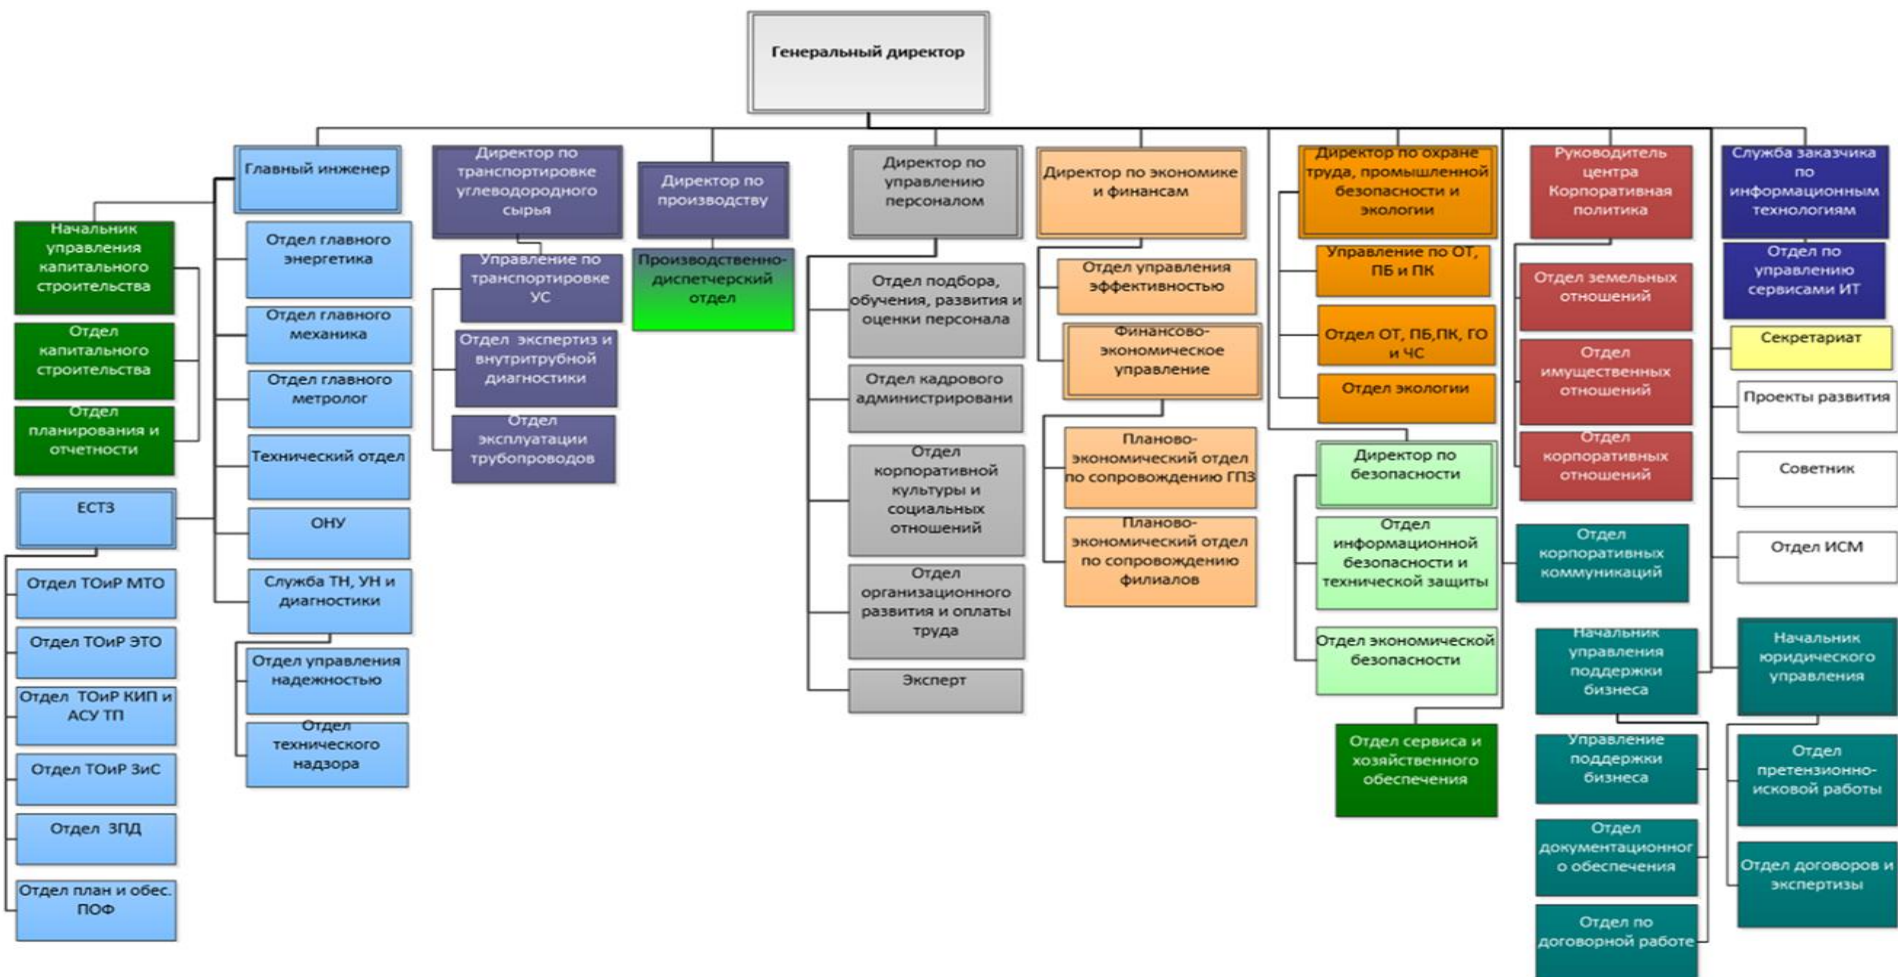 Генеральный директор
Главный инженер
Директор по
транспортировке
углеводородного
сырья
Директор по
производству
Директор по
управлению
персоналом
Директор по экономике
и финансам
Директор по охране
труда, промышленной
безопасности и
экологии
Руководитель
центра
Корпоративная
политика
Служба заказчика
по
информационным
технологиям
Начальник
управления
капитального
строительства
Отдел
капитального
строительства
Отдел
планирования и
отчетности
ЕСТЗ
Отдел ТОиР МТО
Отдел ТОиР ЭТО
Отдел ТОиР КИП и
АСУ ТП
Отдел ТОиР ЗиС
Отдел ЗПД
Отдел план и обес.
ПОФ
Отдел главного
энергетика
Отдел главного
механика
Отдел главного
метролог
Технический отдел
ОНУ
Служба ТН, УН и
диагностики
Отдел управления
надежностью
Отдел
технического
надзора
Управление по
транспортировке
УС
Отдел экспертиз и
внутритрубной
диагностики
Отдел
эксплуатации
трубопроводов
Производственно-
диспетчерский
отдел
Отдел подбора,
обучения, развития и
оценки персонала
Отдел кадрового
администрировани
Отдел
корпоративной
культуры и
социальных
отношений
Отдел
организационного
развития и оплаты
труда
Эксперт
Отдел управления
эффективностью
Финансово-
экономическое
управление
Планово-
экономический отдел
по сопровождению ГПЗ
Планово-
экономический отдел
по сопровождению
филиалов
Управление по ОТ,
ПБ и ПК
Отдел ОТ, ПБ,ПК, ГО
и ЧС
Отдел экологии
Директор по
безопасности
Отдел
информационной
безопасности и
технической защиты
Отдел экономической
безопасности
Отдел сервиса и
хозяйственного
обеспечения
Отдел земельных
отношений
Отдел
имущественных
отношений
Отдел
корпоративных
отношений
Отдел
корпоративных
коммуникаций
Начальник
управления
поддержки
бизнеса
Управление
поддержки
бизнеса
Отдел
документационног
о обеспечения
Отдел по
договорной работе
Отдел по
управлению
сервисами ИТ
Секретариат
Проекты развития
Советник
Отдел ИСМ
Начальник
юридического
управления
Отдел
претензионно-
исковой работы
Отдел договоров и
экспертизы